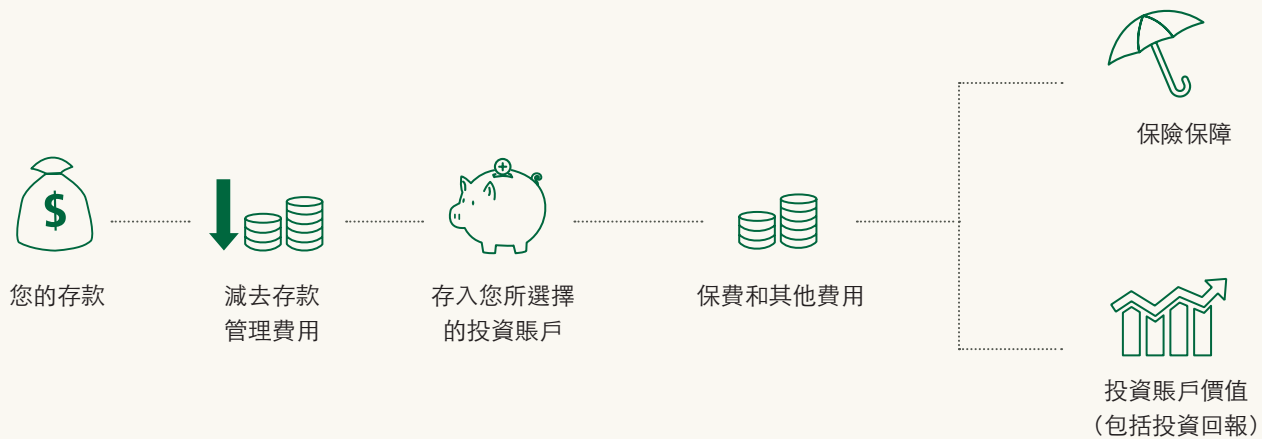 $
您的存款
減去存款
管理費用
存入您所選擇
的投資賬戶
保費和其他費用
保險保障
投資賬戶價值
（包括投資回報）